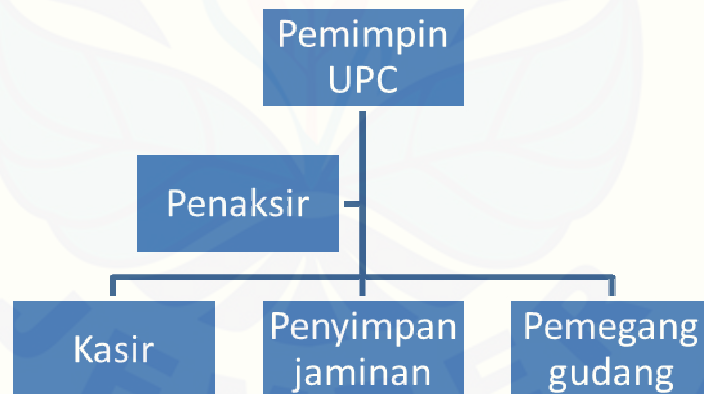 Pemimpin
UPC
Penaksir
Kasir
Penyimpan
jaminan
Pemegang
gudang